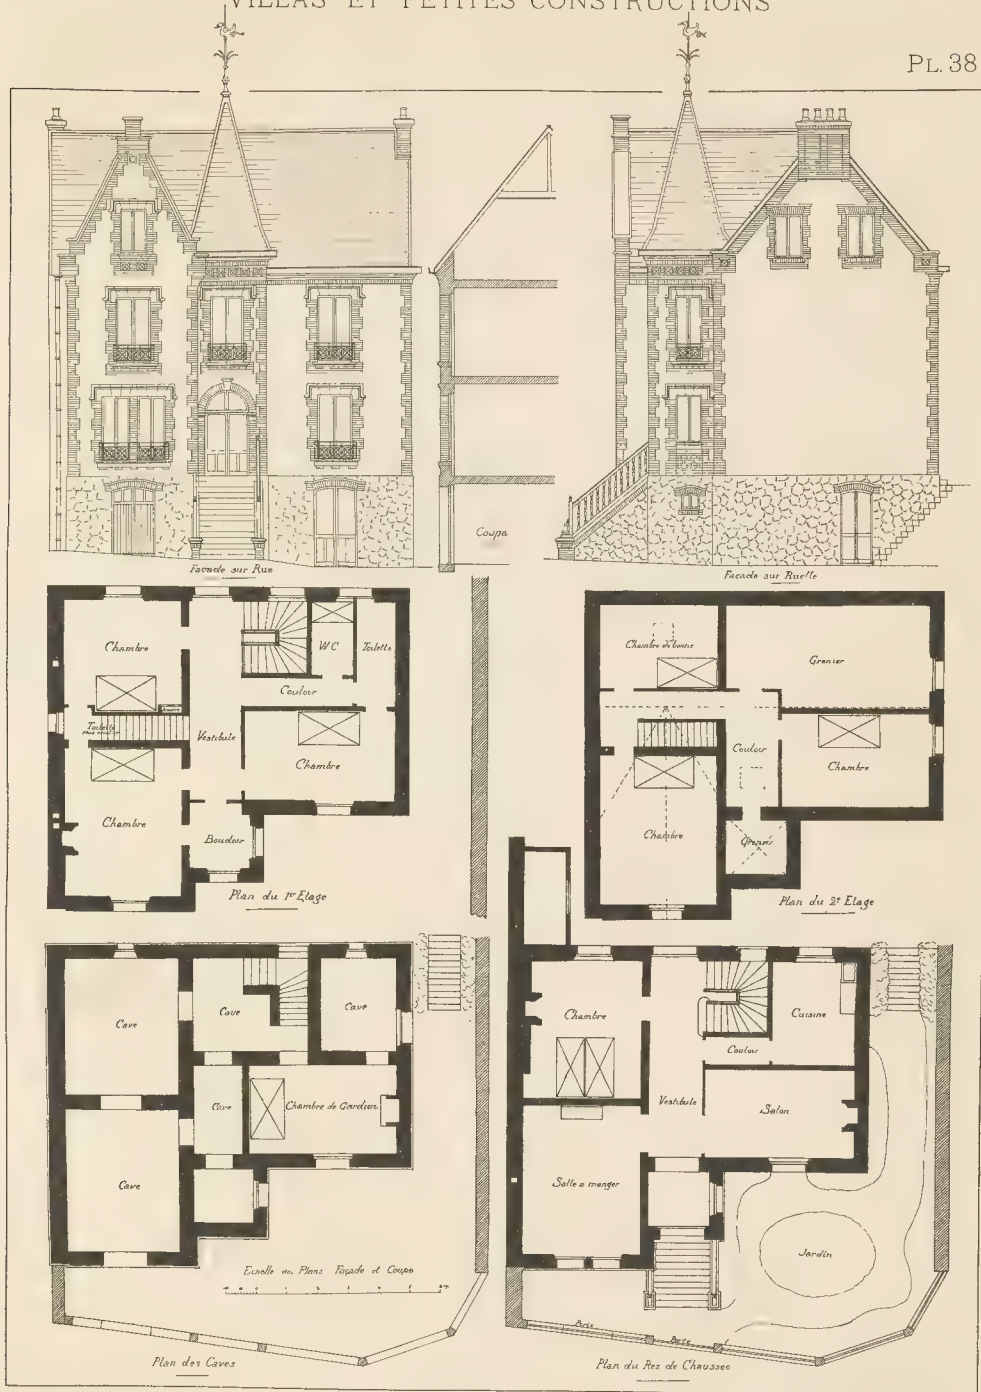 VILLAS ET PETITES CONSTRUCTIONS
PL. 38
Coupe
Façade sur Rue
Façade sur Ruelle
Chambre
WC
Toilette
Couloir
Toilette
Vestibule
Chambre
Chambre
Boudoir
Plan du 1er Etage
Chambre de bonne
Grenier
Couloir
Chambre
Chambre
Grenier
Plan du 2e Etage
Cave
Cave
Cave
Cave
Chambre de Gardien
Cave
Echelle des Plans Façade et Coupe
Plan des Caves
Chambre
Cuisine
Couloir
Vestibule
Salon
Salle a manger
Jardin
Plan du Rez de Chaussee